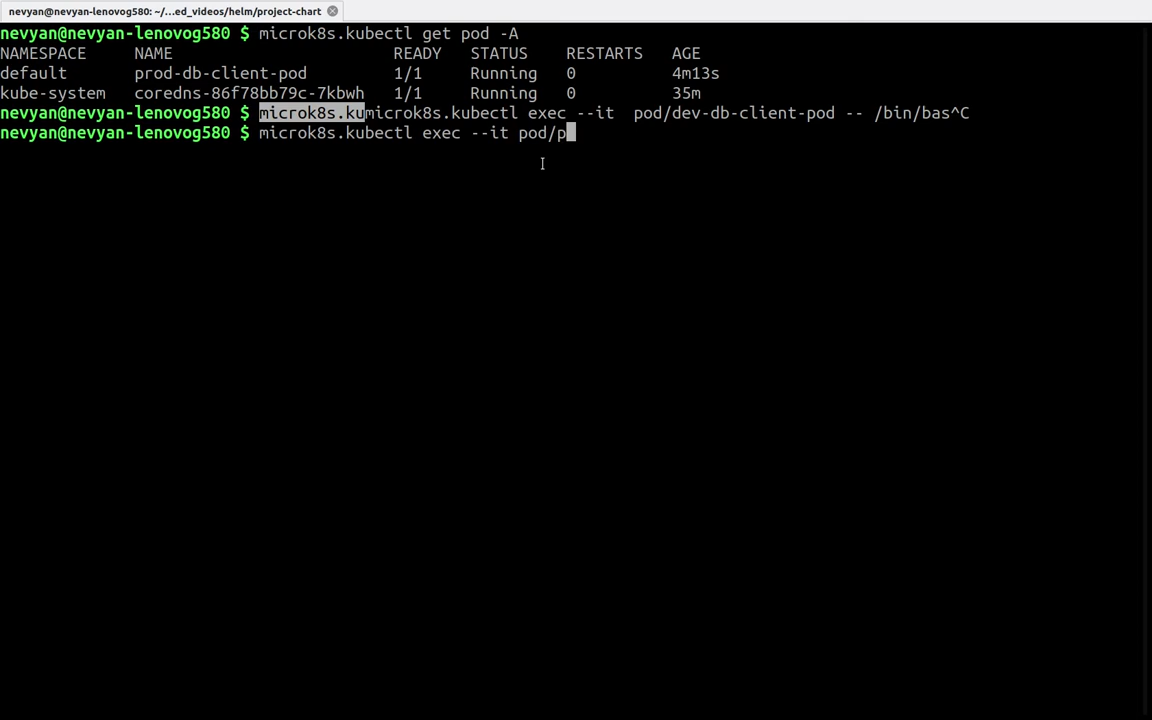 nevyan@nevyan-lenovog580: ~/...ed_videos/helm/project-chart
nevyan@nevyan-lenovog580 $ microk8s.kubectl get pod -A
NAMESPACE NAME READY STATUS RESTARTS AGE
default prod-db-client-pod 1/1 Running 0 4m13s
kube-system coredns-86f78bb79c-7kbwh 1/1 Running 0 35m
nevyan@nevyan-lenovog580 $ microk8s.kumicrok8s.kubectl exec --it pod/dev-db-client-pod -- /bin/bas^C
nevyan@nevyan-lenovog580 $ microk8s.kubectl exec --it pod/p